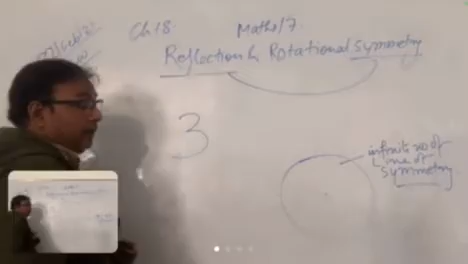 Ch 18.
Maths/7.
Reflection & Rotational Symmetry
3
infinite no of
Line of
Symmetry